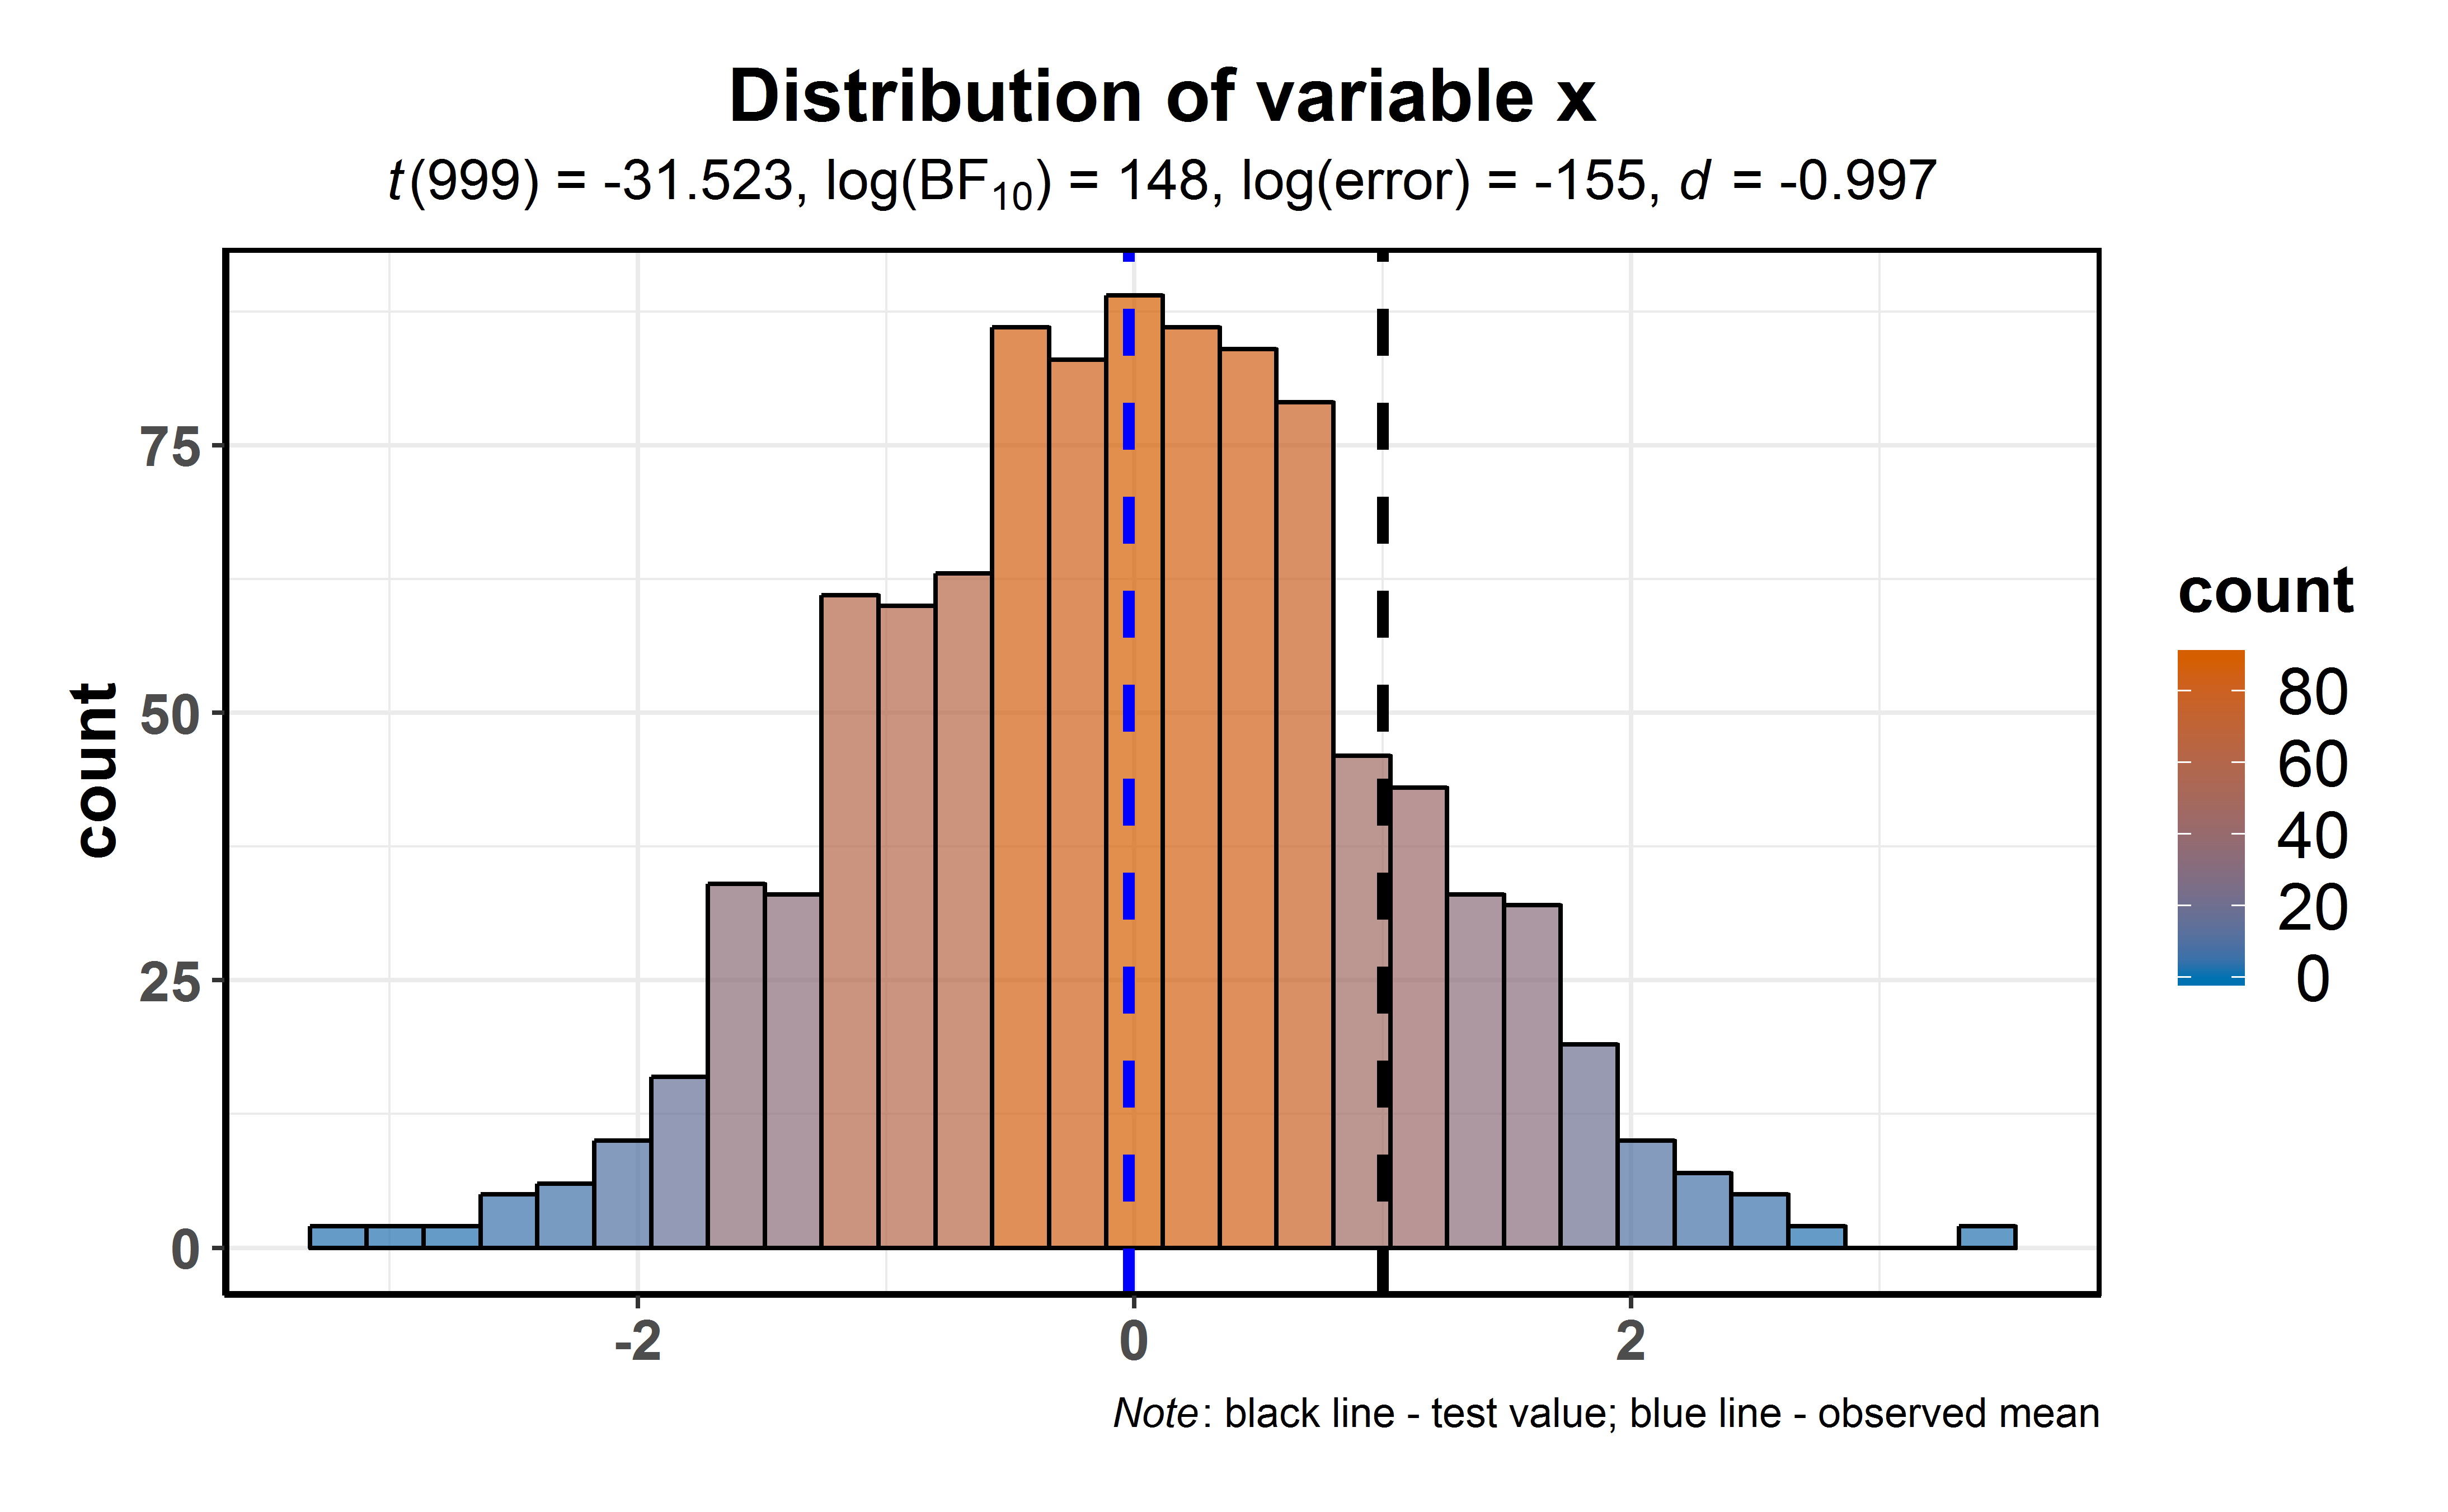 Distribution of variable x
t(999) = -31.523, log(BF₁₀) = 148, log(error) = -155, d = -0.997
count
75
50
25
0
-2 0 2
count
80
60
40
20
0
Note: black line - test value; blue line - observed mean